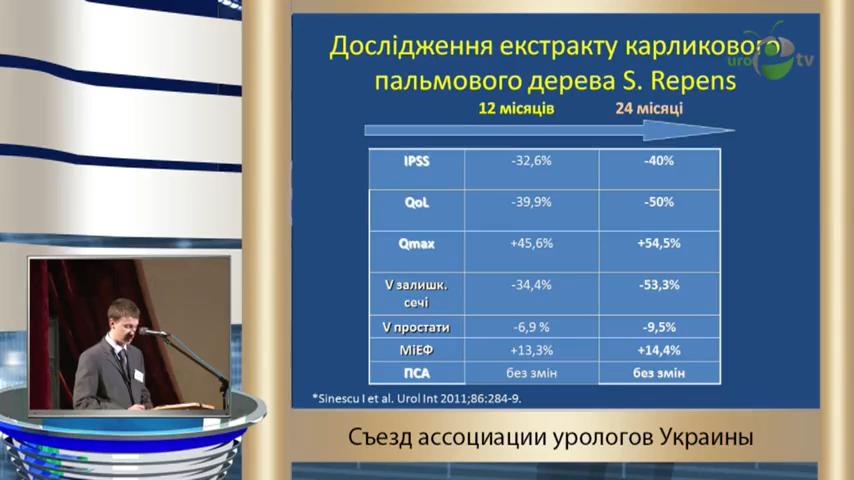 Дослідження екстракту карликового
пальмового дерева S. Repens
uro tv
12 місяців 24 місяці
IPSS -32,6% -40%
QoL -39,9% -50%
Qmax +45,6% +54,5%
V залишк. сечі -34,4% -53,3%
V простати -6,9 % -9,5%
МіЕФ +13,3% +14,4%
ПСА без змін без змін
*Sinescu I et al. Urol Int 2011;86:284-9.
Съезд ассоциации урологов Украины